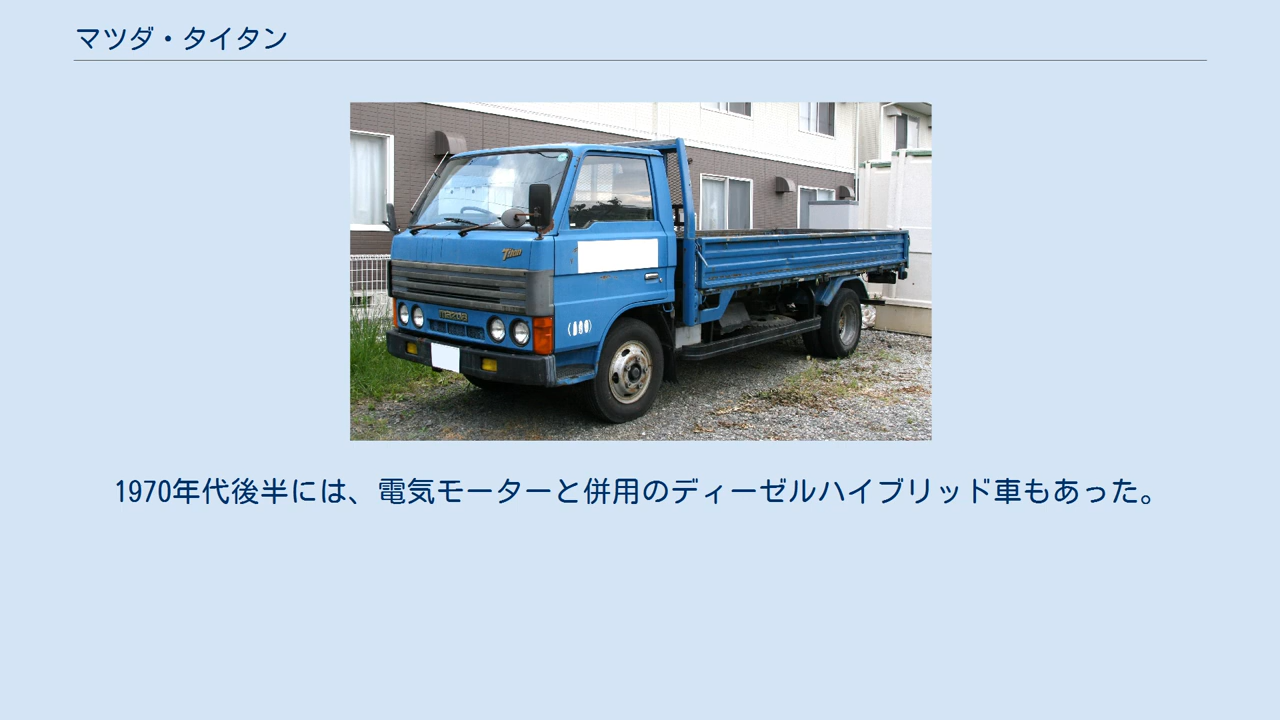 マツダ・タイタン
Titan
mazda
1970年代後半には、電気モーターと併用のディーゼルハイブリッド車もあった。